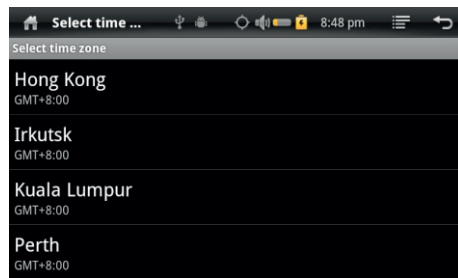 Select time ... 8:48 pm
Select time zone
Hong Kong
GMT+8:00
Irkutsk
GMT+8:00
Kuala Lumpur
GMT+8:00
Perth
GMT+8:00